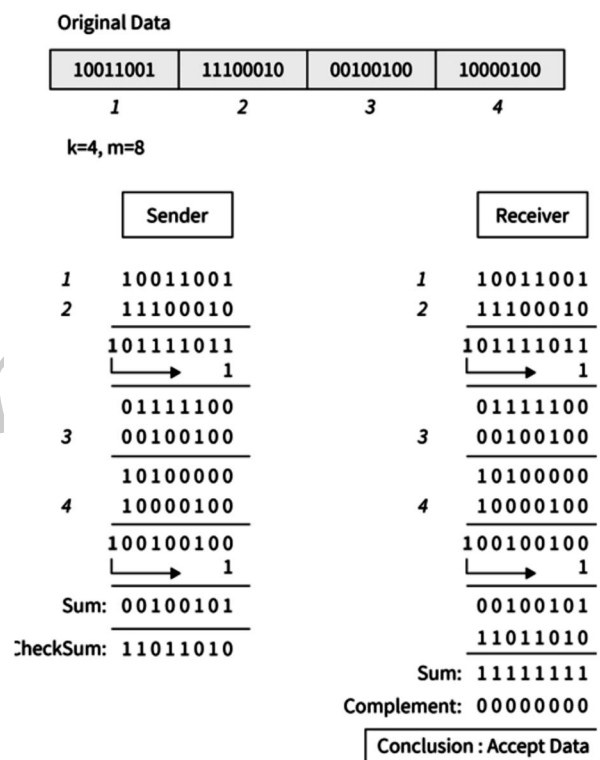 Original Data
10011001 11100010 00100100 10000100
1 2 3 4
k=4, m=8
Sender Receiver
1 10011001 1 10011001
2 11100010 2 11100010
101111011 101111011
1 1
01111100 01111100
3 00100100 3 00100100
10100000 10100000
4 10000100 4 10000100
100100100 100100100
1 1
Sum: 00100101 00100101
CheckSum: 11011010 11011010
Sum: 11111111
Complement: 00000000
Conclusion : Accept Data